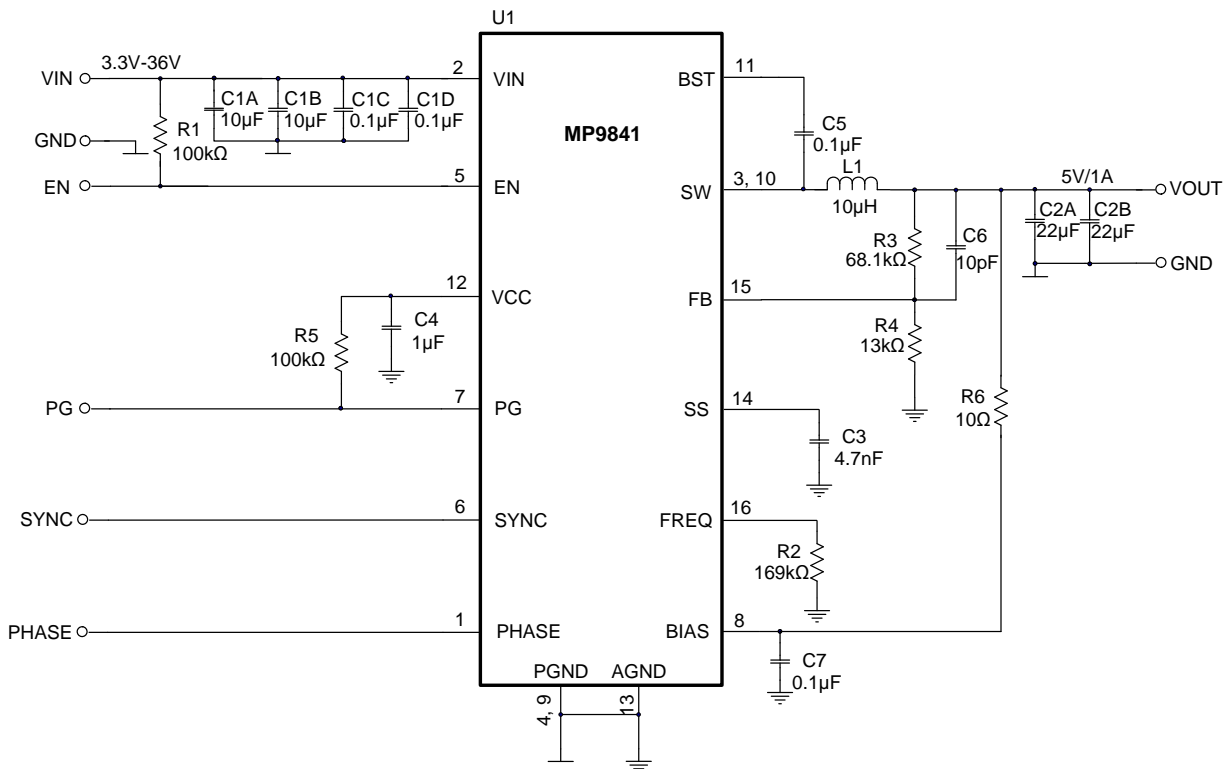 U1
MP9841
VIN
3.3V-36V
2
VIN
C1A
10µF
C1B
10µF
C1C
0.1µF
C1D
0.1µF
GND
R1
100kΩ
EN
5
EN
12
VCC
C4
1µF
R5
100kΩ
PG
7
PG
SYNC
6
SYNC
PHASE
1
PHASE
PGND
4, 9
AGND
13
BST
11
C5
0.1µF
SW
3, 10
L1
10µH
5V/1A
VOUT
C2A
22µF
C2B
22µF
GND
R3
68.1kΩ
C6
10pF
FB
15
R4
13kΩ
R6
10Ω
SS
14
C3
4.7nF
FREQ
16
R2
169kΩ
BIAS
8
C7
0.1µF